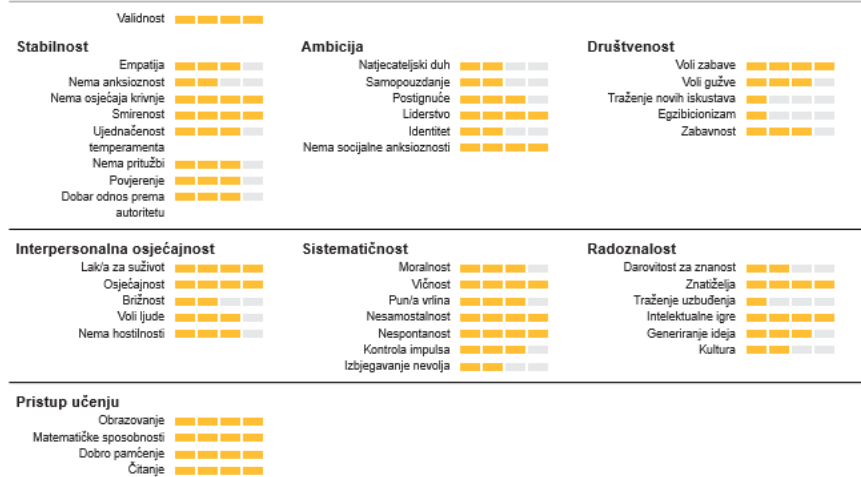 Validnost
Stabilnost
Empatija
Nema anksioznost
Nema osjećaja krivnje
Smirenost
Ujednačenost
temperamenta
Nema pritužbi
Povjerenje
Dobar odnos prema
autoritetu
Ambicija
Natjecateljski duh
Samopouzdanje
Postignuće
Liderstvo
Identitet
Nema socijalne anksioznosti
Društvenost
Voli zabave
Voli gužve
Traženje novih iskustava
Egzibicionizam
Zabavnost
Interpersonalna osjećajnost
Lak/a za suživot
Osjećajnost
Brižnost
Voli ljude
Nema hostilnosti
Sistematičnost
Moralnost
Vičnost
Pun/a vrlina
Nesamostalnost
Nespontanost
Kontrola impulsa
Izbjegavanje nevolja
Radoznalost
Darovitost za znanost
Znatiželja
Traženje uzbuđenja
Intelektualne igre
Generiranje ideja
Kultura
Pristup učenju
Obrazovanje
Matematičke sposobnosti
Dobro pamćenje
Čitanje